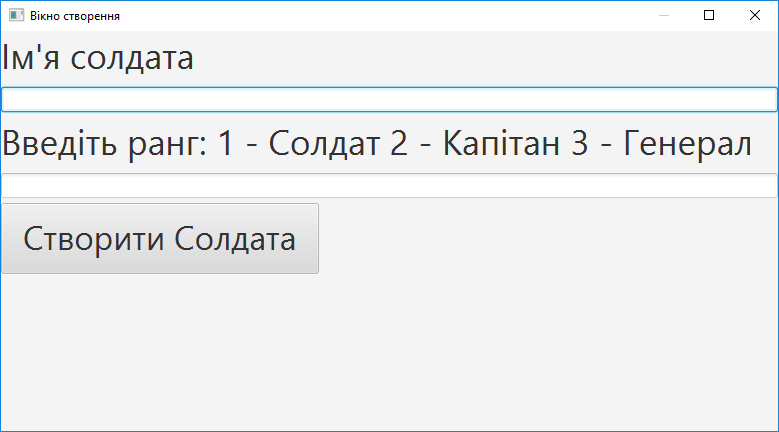 Вікно створення
Ім'я солдата
Введіть ранг: 1 - Солдат 2 - Капітан 3 - Генерал
Створити Солдата